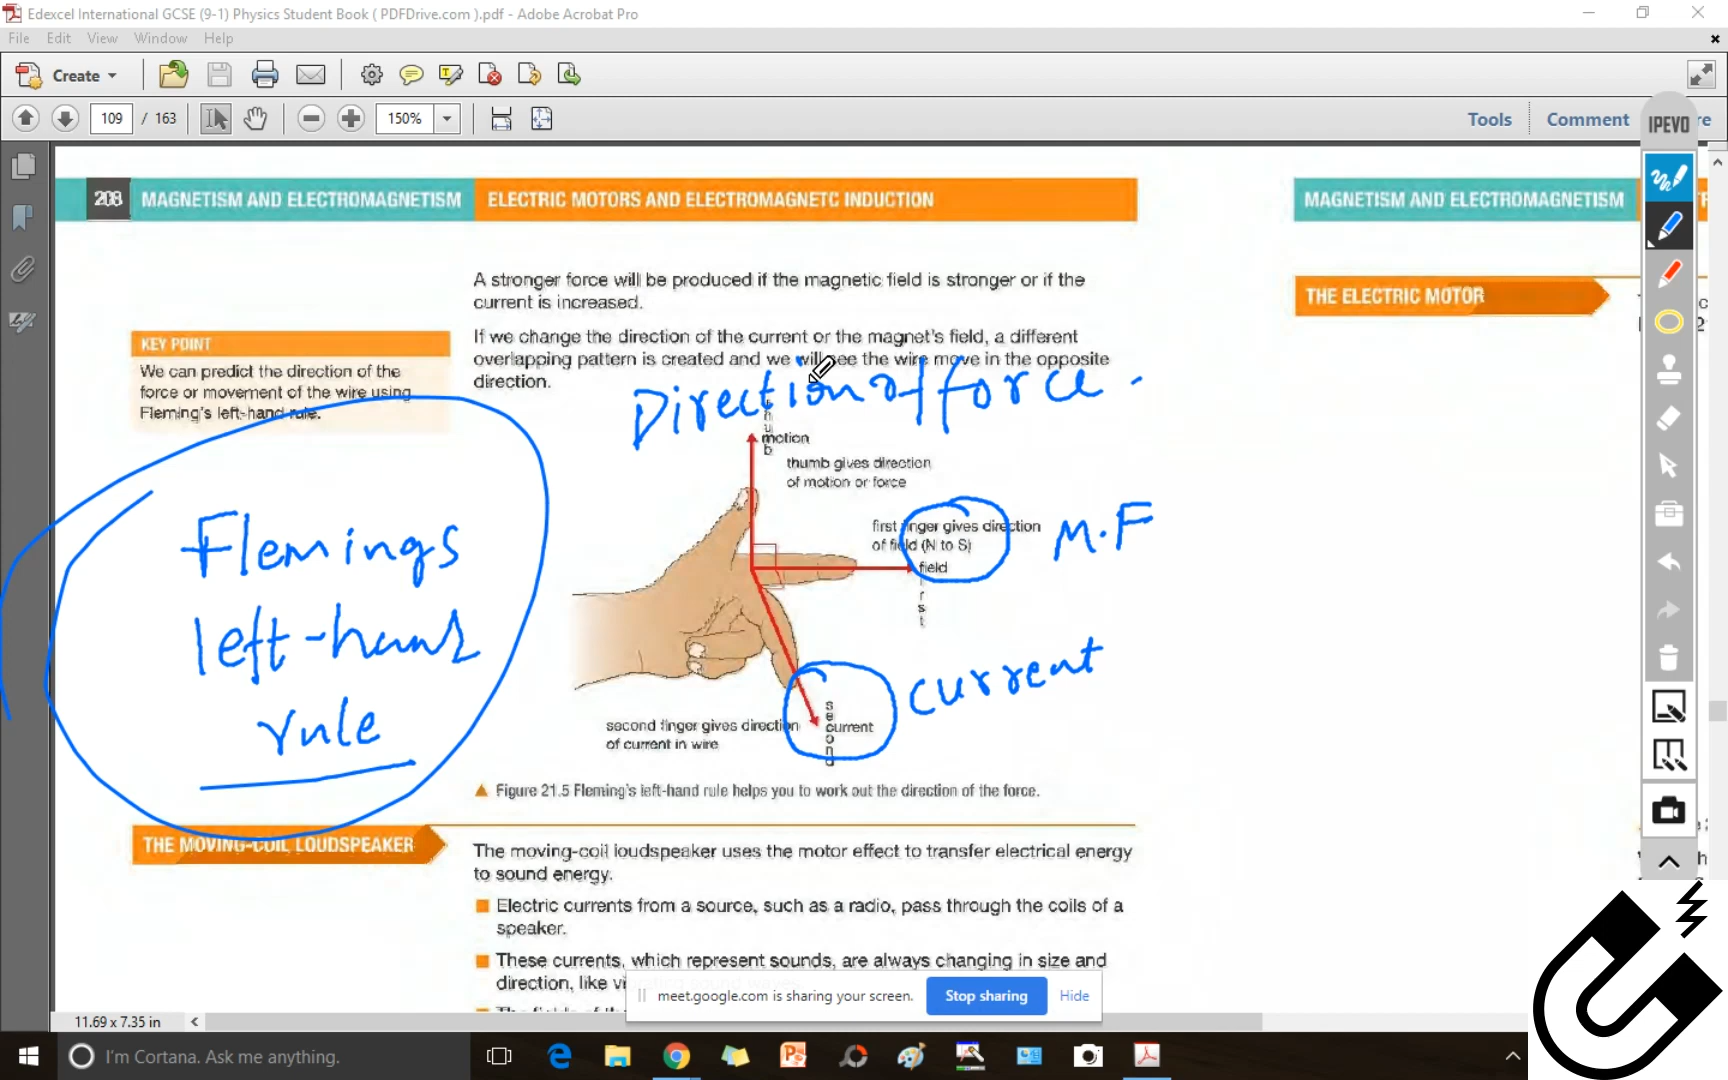 Edexcel International GCSE (9-1) Physics Student Book ( PDFDrive.com ).pdf - Adobe Acrobat Pro
File Edit View Window Help
Create
109 / 163
150%
Tools Comment
IPEVO
208 MAGNETISM AND ELECTROMAGNETISM ELECTRIC MOTORS AND ELECTROMAGNETC INDUCTION
MAGNETISM AND ELECTROMAGNETISM
A stronger force will be produced if the magnetic field is stronger or if the
current is increased.
THE ELECTRIC MOTOR
KEY POINT
We can predict the direction of the
force or movement of the wire using
Fleming's left-hand rule.
If we change the direction of the current or the magnet's field, a different
overlapping pattern is created and we will see the wire move in the opposite
direction.
Direction of force
motion
thumb gives direction
of motion or force
first finger gives direction
of field (N to S)
field
M.F
Flemings
left-hand
rule
current
second finger gives direction
of current in wire
second
current
Figure 21.5 Fleming's left-hand rule helps you to work out the direction of the force.
THE MOVING-COIL LOUDSPEAKER
The moving-coil loudspeaker uses the motor effect to transfer electrical energy
to sound energy.
Electric currents from a source, such as a radio, pass through the coils of a
speaker.
These currents, which represent sounds, are always changing in size and
direction, like
meet.google.com is sharing your screen. Stop sharing Hide
11.69 x 7.35 in
I'm Cortana. Ask me anything.